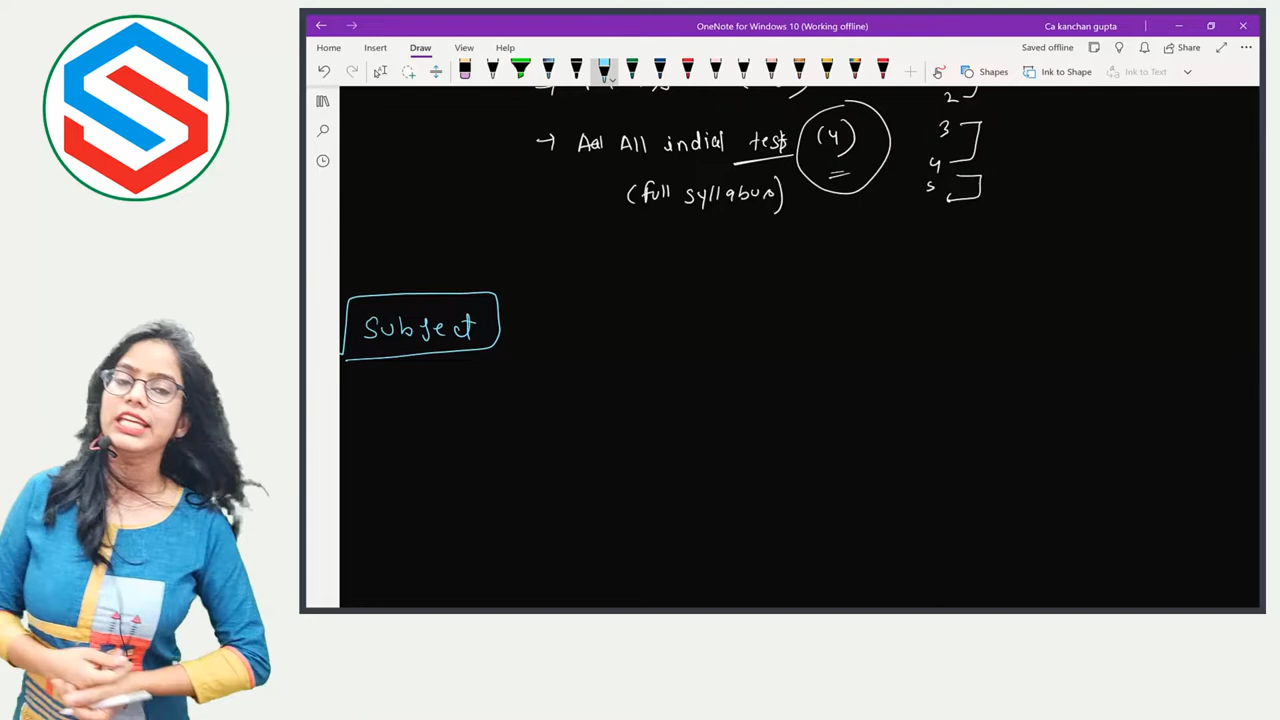 OneNote for Windows 10 (Working offline)
Ca kanchan gupta
Home Insert Draw View Help
Saved offline
Share
Shapes
Ink to Shape
Ink to Text
2
→ Aal All indial test (4)
3
4
(full syllabus)
5
Subject